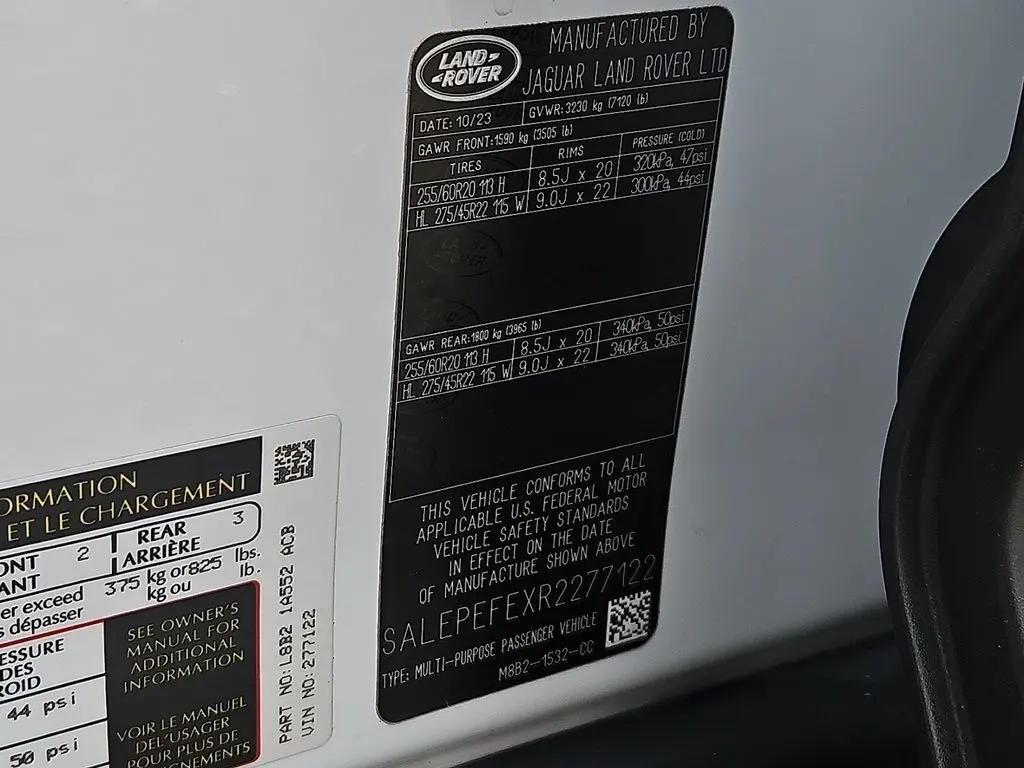 LAND
ROVER
MANUFACTURED BY
JAGUAR LAND ROVER LTD
DATE: 10/23
GVWR: 3230 kg (7120 lb)
GAWR FRONT: 1590 kg (3505 lb)
TIRES RIMS PRESSURE (COLD)
255/60R20 113 H 8.5J x 20 320kPa, 47psi
HL 275/45R22 115 W 9.0J x 22 300kPa, 44psi
GAWR REAR: 1800 kg (3965 lb)
255/60R20 113 H 8.5J x 20 340kPa, 50psi
HL 275/45R22 115 W 9.0J x 22 340kPa, 50psi
THIS VEHICLE CONFORMS TO ALL
APPLICABLE U.S. FEDERAL MOTOR
VEHICLE SAFETY STANDARDS
IN EFFECT ON THE DATE
OF MANUFACTURE SHOWN ABOVE
SALEPEFEXR2277122
TYPE: MULTI-PURPOSE PASSENGER VEHICLE
M8B2-1532-CC
ORMATION
ET LE CHARGEMENT
ONT 2 REAR 3
ANT ARRIÈRE
er exceed 375 kg or 825 lbs.
s dépasser kg ou lb.
ESSURE
DES
ROID
44 psi
50 psi
SEE OWNER'S
MANUAL FOR
ADDITIONAL
INFORMATION
VOIR LE MANUEL
DEL'USAGER
POUR PLUS DE
GNEMENTS
PART NO: L8B2 1A552 ACB
VIN NO: 277122